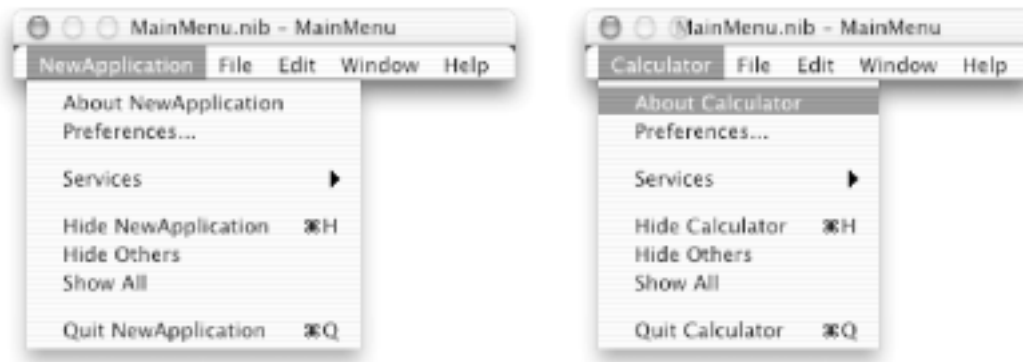 MainMenu.nib – MainMenu
NewApplication File Edit Window Help
About NewApplication
Preferences...
Services
Hide NewApplication ⌘H
Hide Others
Show All
Quit NewApplication ⌘Q
MainMenu.nib – MainMenu
Calculator File Edit Window Help
About Calculator
Preferences...
Services
Hide Calculator ⌘H
Hide Others
Show All
Quit Calculator ⌘Q